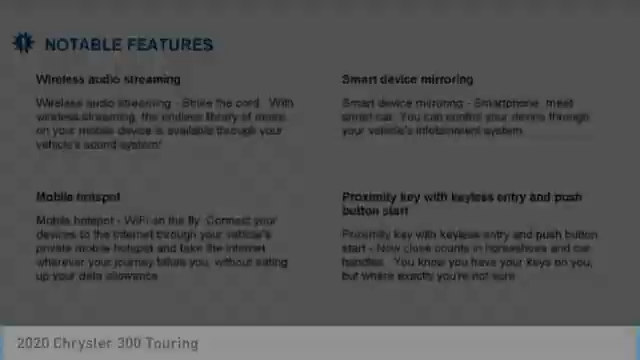 NOTABLE FEATURES
Wireless audio streaming
Wireless audio streaming - Strike the cord. With
wireless streaming, the endless library of music
on your mobile device is available through your
vehicle's sound system!
Smart device mirroring
Smart device mirroring - Smartphone, meet
smart car. You can control your device through
your vehicle's infotainment system.
Mobile hotspot
Mobile hotspot - WiFi on the fly. Connect your
devices to the internet through your vehicle's
private mobile hotspot and take the internet
wherever your journey takes you, without eating
up your data allowance.
Proximity key with keyless entry and push
button start
Proximity key with keyless entry and push button
start - Now close counts in horseshoes and car
handles. You know you have your keys on you,
but where exactly you're not sure.
2020 Chrysler 300 Touring